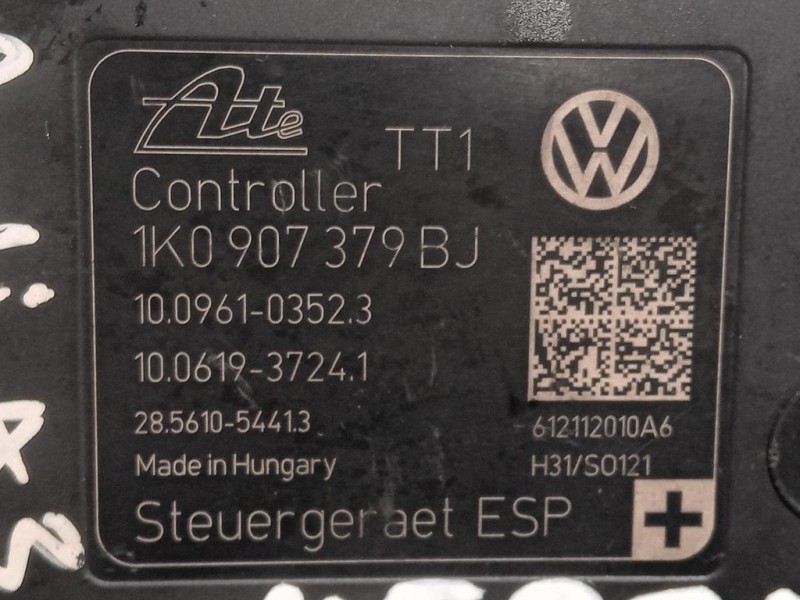 Ate
TT1
Controller
1K0 907 379 BJ
10.0961-0352.3
10.0619-3724.1
28.5610-5441.3
Made in Hungary
612112010A6
H31/SO121
Steuergeraet ESP